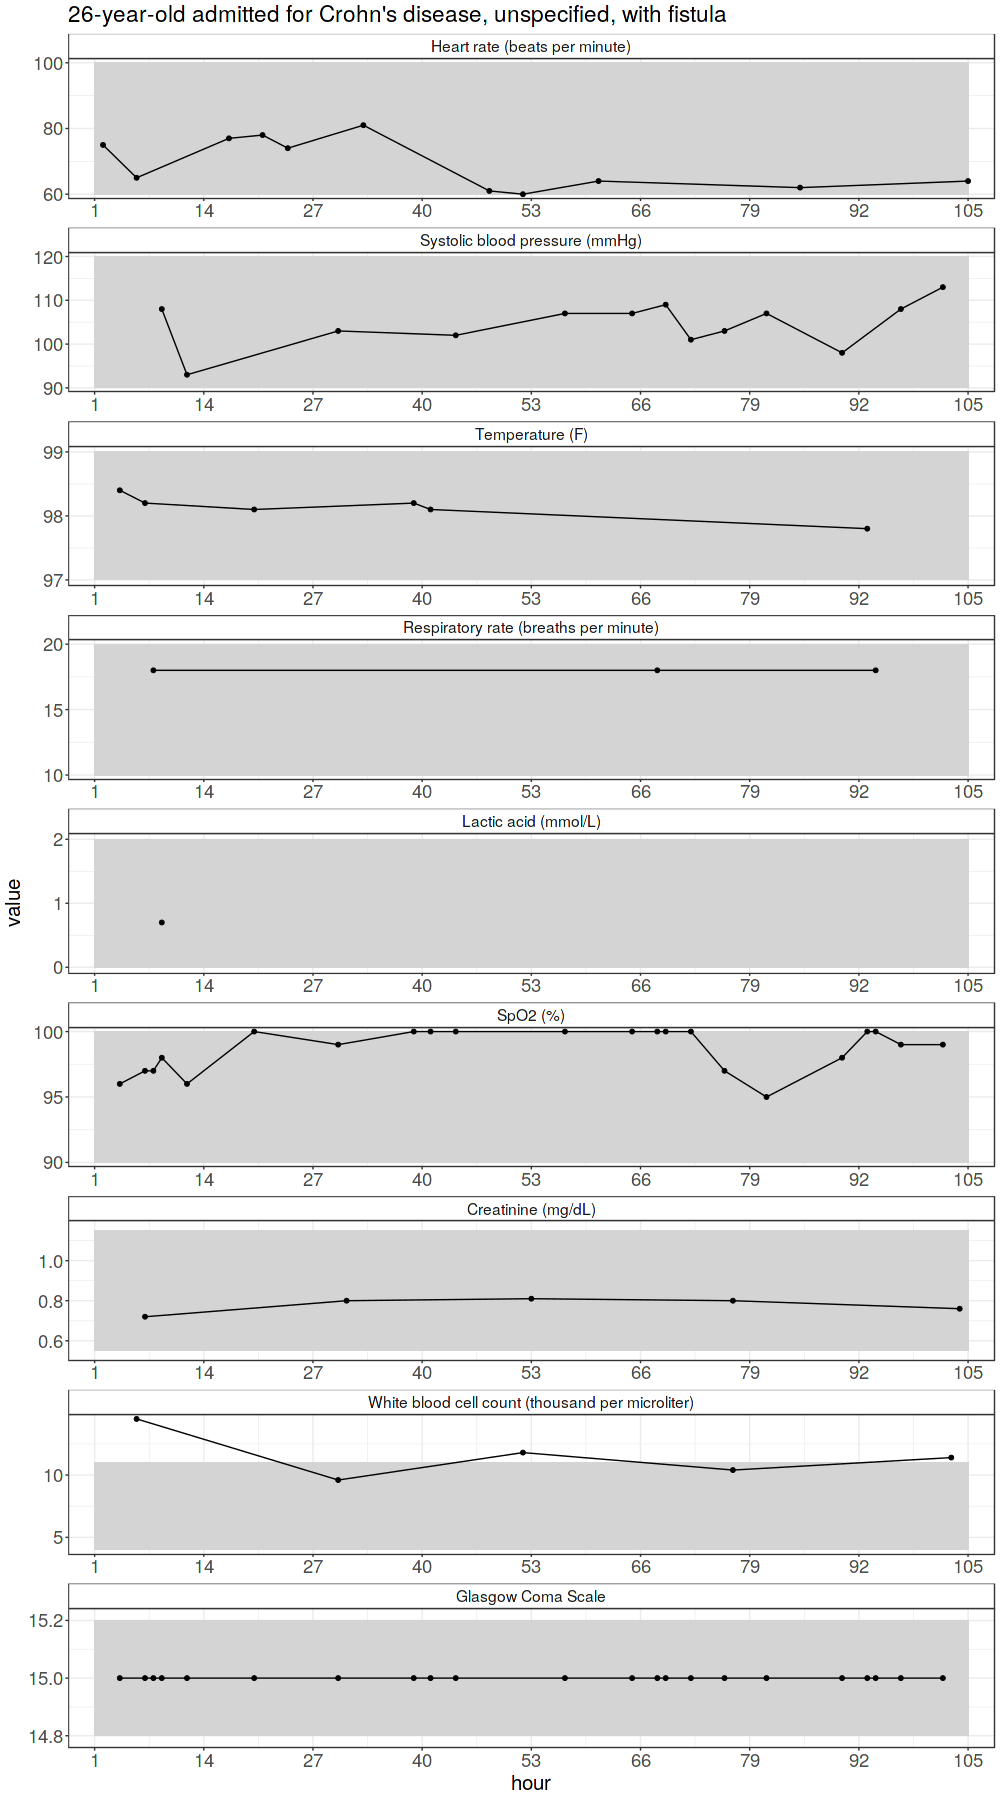 26-year-old admitted for Crohn's disease, unspecified, with fistula
Heart rate (beats per minute)
100
80
60
1 14 27 40 53 66 79 92 105
Systolic blood pressure (mmHg)
120
110
100
90
1 14 27 40 53 66 79 92 105
Temperature (F)
99
98
97
1 14 27 40 53 66 79 92 105
Respiratory rate (breaths per minute)
20
15
10
1 14 27 40 53 66 79 92 105
Lactic acid (mmol/L)
2
1
0
1 14 27 40 53 66 79 92 105
value
SpO2 (%)
100
95
90
1 14 27 40 53 66 79 92 105
Creatinine (mg/dL)
1.0
0.8
0.6
1 14 27 40 53 66 79 92 105
White blood cell count (thousand per microliter)
10
5
1 14 27 40 53 66 79 92 105
Glasgow Coma Scale
15.2
15.0
14.8
1 14 27 40 53 66 79 92 105
hour